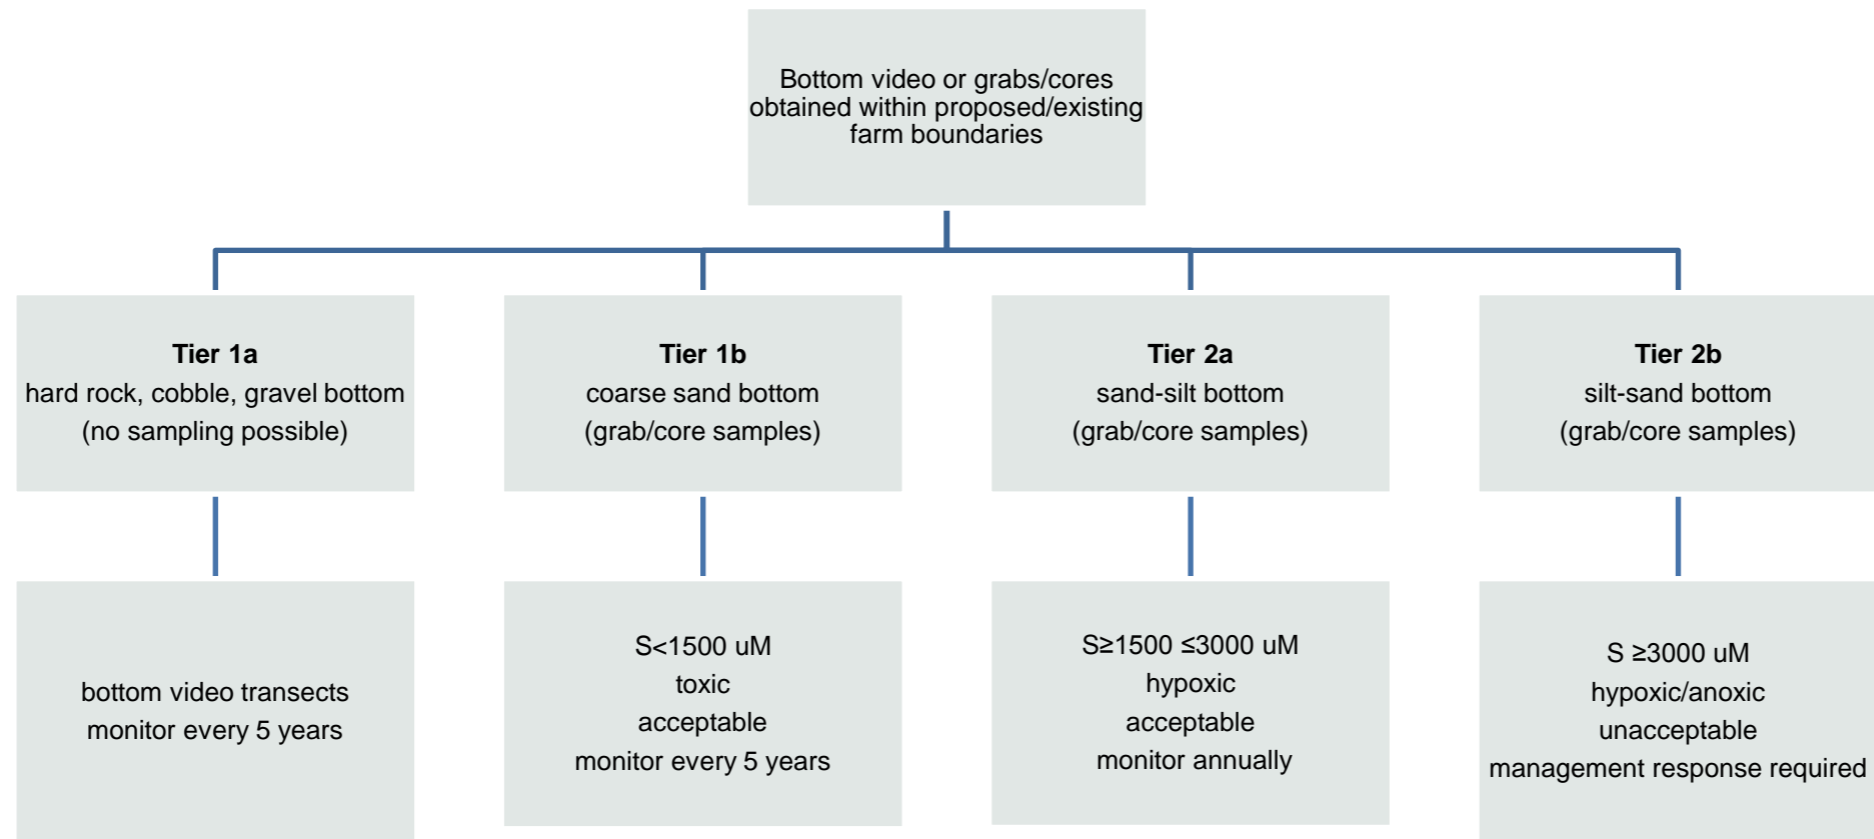 Bottom video or grabs/cores
obtained within proposed/existing
farm boundaries
Tier 1a
hard rock, cobble, gravel bottom
(no sampling possible)
Tier 1b
coarse sand bottom
(grab/core samples)
Tier 2a
sand-silt bottom
(grab/core samples)
Tier 2b
silt-sand bottom
(grab/core samples)
bottom video transects
monitor every 5 years
S<1500 uM
toxic
acceptable
monitor every 5 years
S≥1500 ≤3000 uM
hypoxic
acceptable
monitor annually
S ≥3000 uM
hypoxic/anoxic
unacceptable
management response required